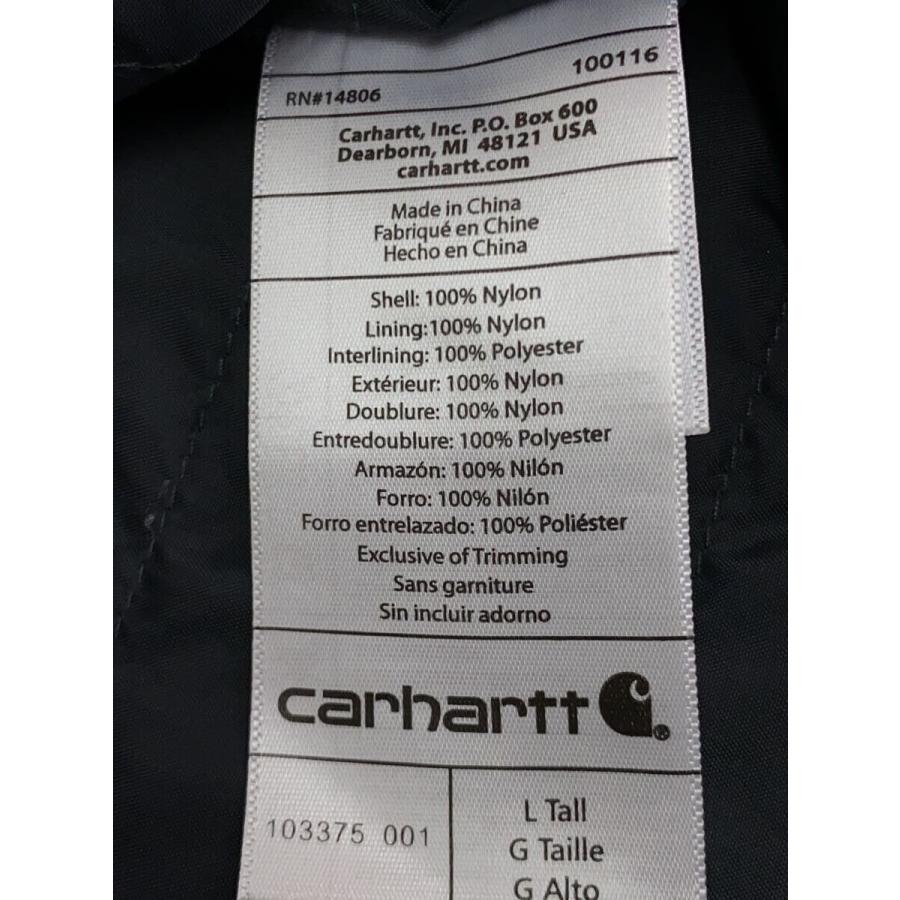 100116
RN#14806
Carhartt, Inc. P.O. Box 600
Dearborn, MI 48121 USA
carhartt.com
Made in China
Fabriqué en Chine
Hecho en China
Shell: 100% Nylon
Lining:100% Nylon
Interlining: 100% Polyester
Extérieur: 100% Nylon
Doublure: 100% Nylon
Entredoublure: 100% Polyester
Armazón: 100% Nilón
Forro: 100% Nilón
Forro entrelazado: 100% Poliéster
Exclusive of Trimming
Sans garniture
Sin incluir adorno
carhartt ®
103375 001
L Tall
G Taille
G Alto